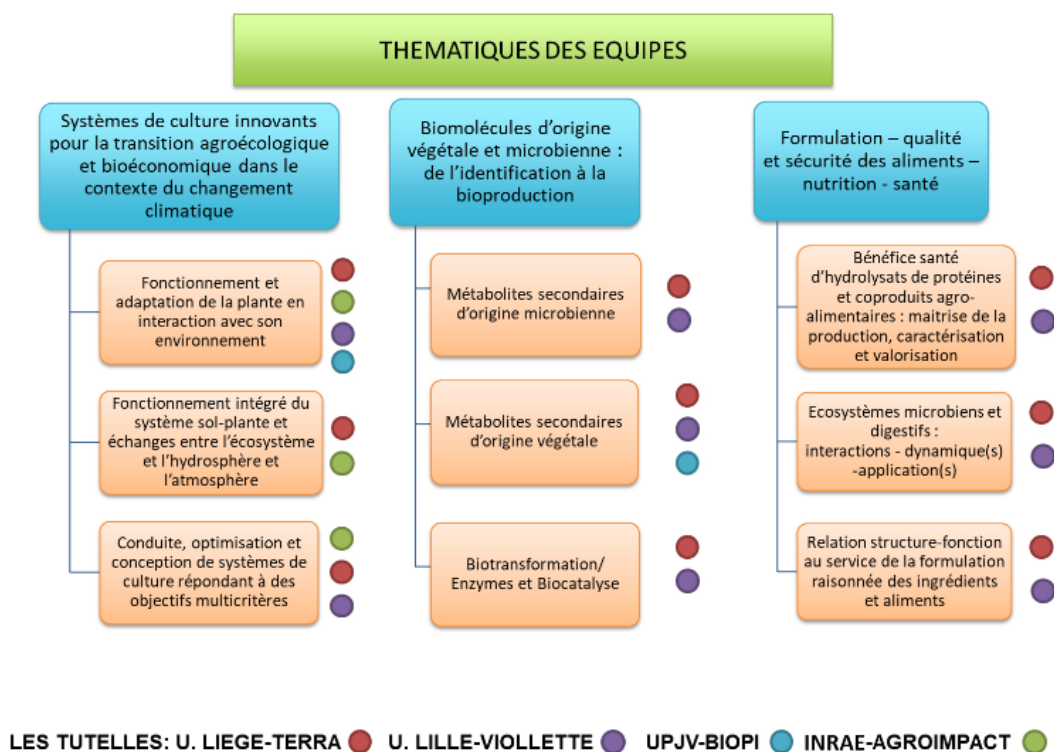 THEMATIQUES DES EQUIPES
Systèmes de culture innovants
pour la transition agroécologique
et bioéconomique dans le
contexte du changement
climatique
Fonctionnement et
adaptation de la plante en
interaction avec son
environnement
Fonctionnement intégré du
système sol-plante et
échanges entre l'écosystème
et l'hydrosphère et
l'atmosphère
Conduite, optimisation et
conception de systèmes de
culture répondant à des
objectifs multicritères
Biomolécules d'origine
végétale et microbienne :
de l'identification à la
bioproduction
Métabolites secondaires
d'origine microbienne
Métabolites secondaires
d'origine végétale
Biotransformation/
Enzymes et Biocatalyse
Formulation – qualité
et sécurité des aliments –
nutrition - santé
Bénéfice santé
d'hydrolysats de protéines
et coproduits agro-
alimentaires : maitrise de la
production, caractérisation
et valorisation
Ecosystèmes microbiens et
digestifs :
interactions - dynamique(s)
-application(s)
Relation structure-fonction
au service de la formulation
raisonnée des ingrédients
et aliments
LES TUTELLES: U. LIEGE-TERRA U. LILLE-VIOLLETTE UPJV-BIOPI INRAE-AGROIMPACT